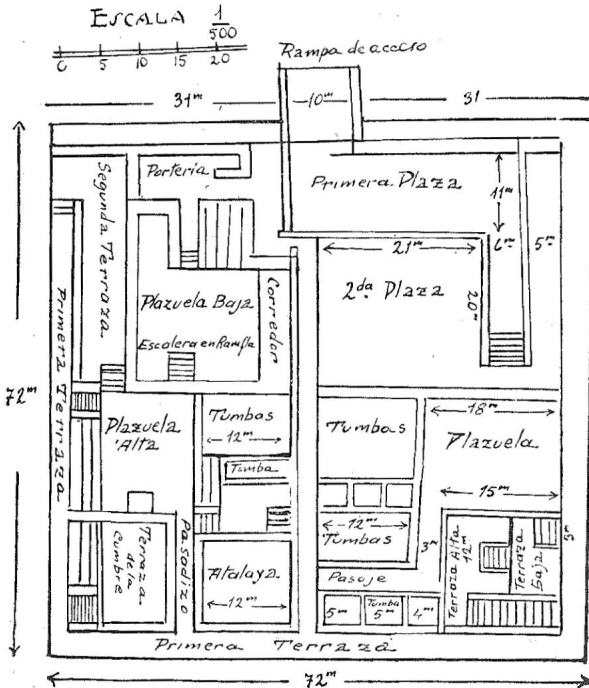 ESCALA 1/500
0 5 10 15 20
Rampa de acceso
31m
10m
31
Portería
Primera Plaza
11m
Segunda Terraza
6m
5m
21m
2da Plaza
20m
Plazuela Baja
Corredor
Escalera en Rampla
Primera Terraza
72m
Plazuela Alta
Tumbas
12m
Tumba
Tumbas
18m
Plazuela
15m
12m
Tumbas
3m
Terraza Alta
12m
Terraza Baja
3m
Terraza de la Cumbre
Pasadizo
Atalaya
12m
Pasaje
5m
Tumba
5m
4m
Primera Terraza
72m